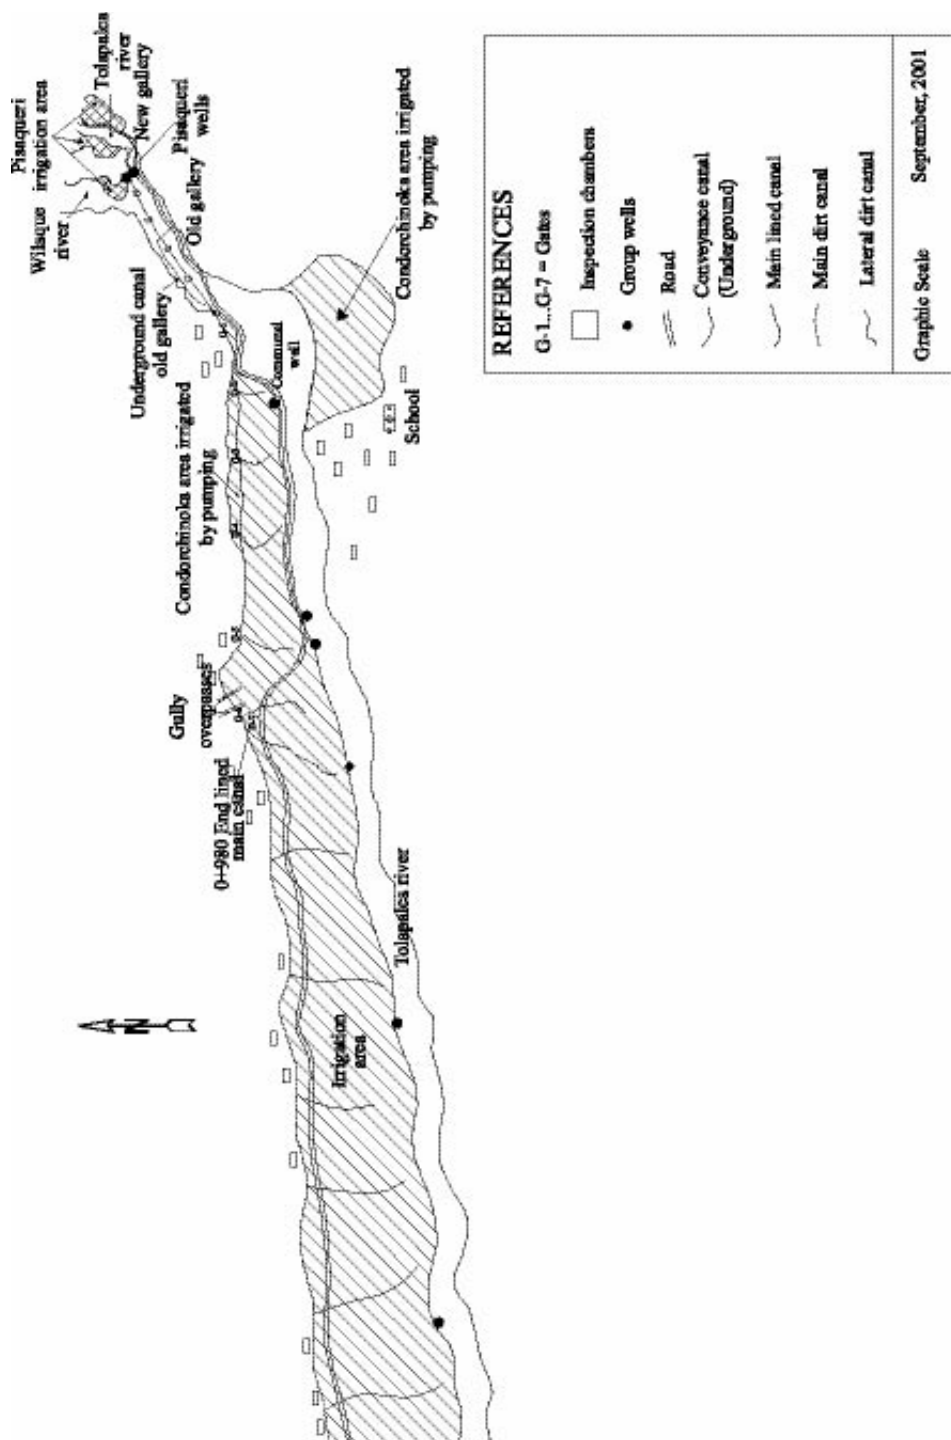 Pisaqueri
irrigation area
Tolapalca
river
New gallery
Pisaqueri
wells
river
Old gallery
Underground canal
old gallery
Communal
well
Condorchinoka area irrigated
by pumping
Condorchinoka area irrigated
by pumping
School
Gully
overpasses
0+980 End lined
main canal
Tolapalca river
Irrigation
area
N
REFERENCES
G-1...G-7 = Gates
Inspection chambers
Group wells
Road
Conveyance canal
(Underground)
Main lined canal
Main dirt canal
Lateral dirt canal
Graphic Scale
September, 2001